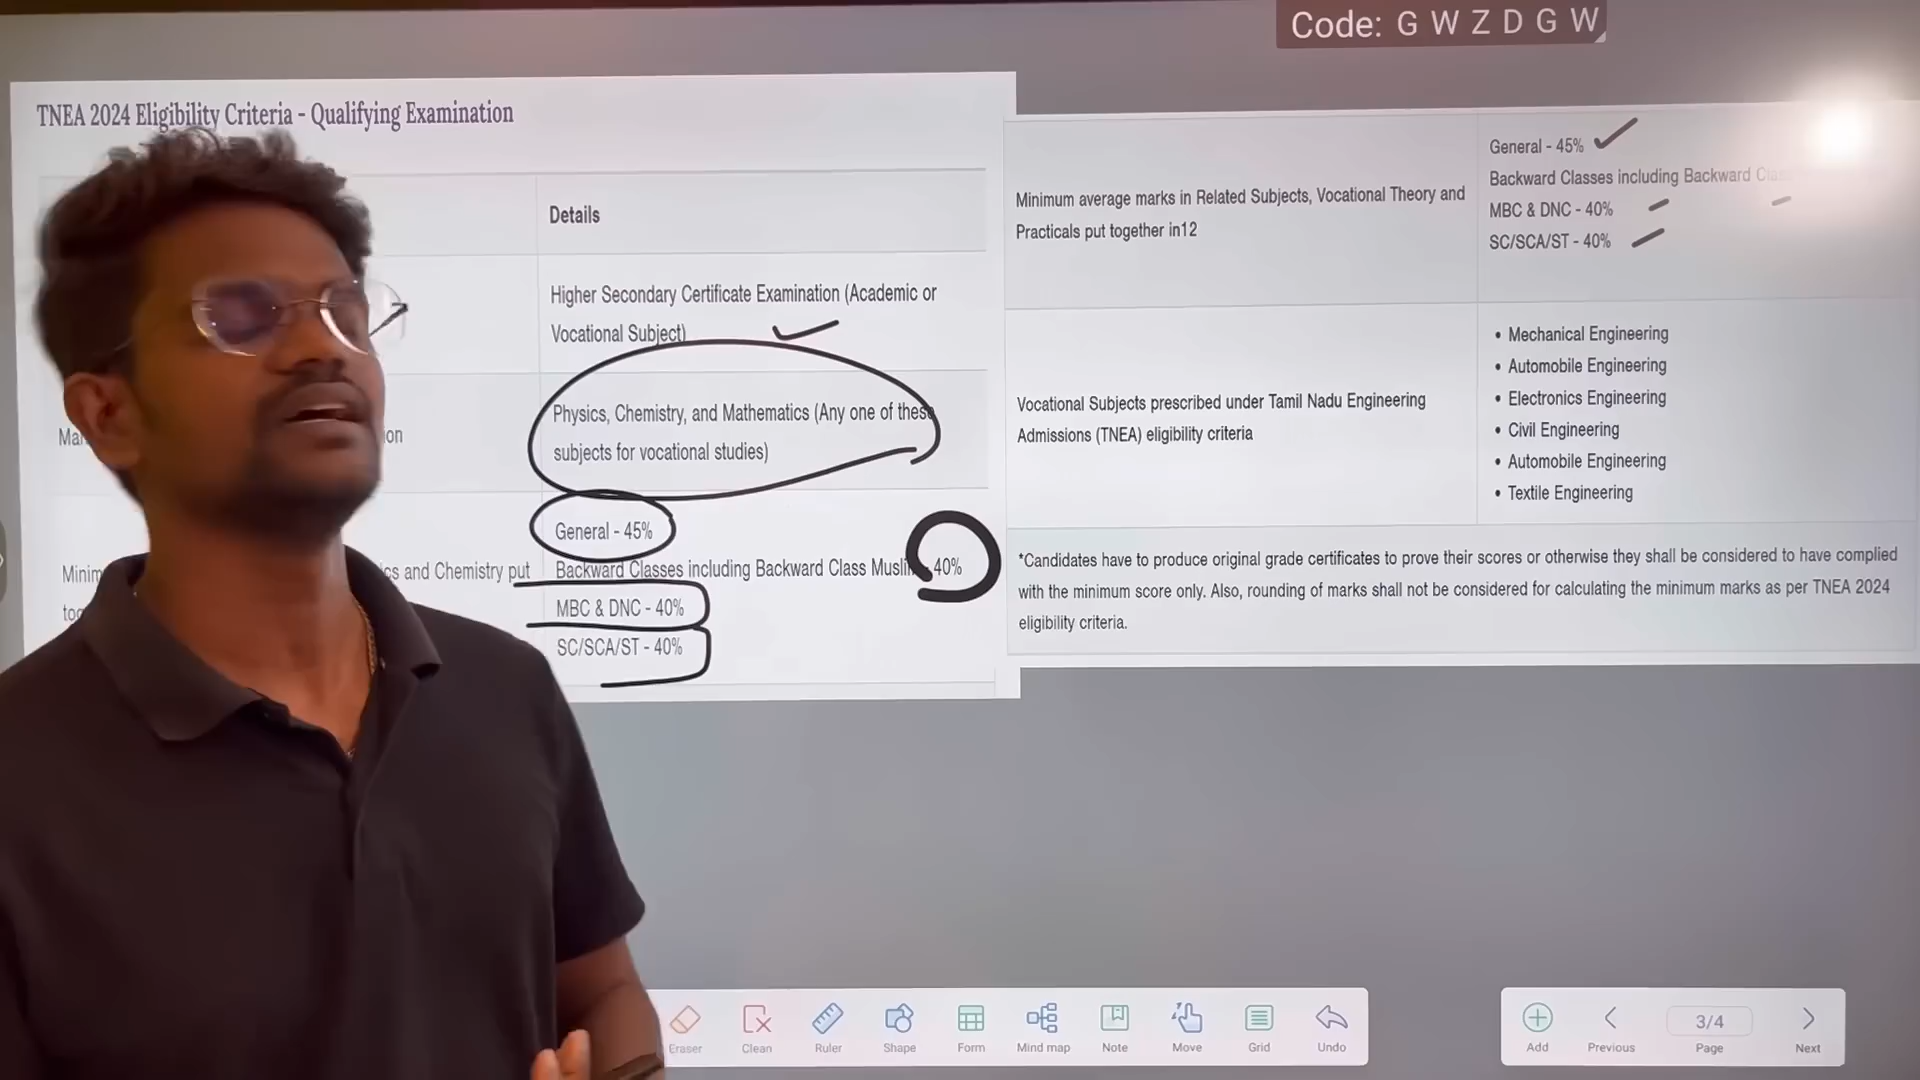 Code: G W Z D G W
TNEA 2024 Eligibility Criteria - Qualifying Examination
Details
Higher Secondary Certificate Examination (Academic or
Vocational Subject)
Physics, Chemistry, and Mathematics (Any one of these
subjects for vocational studies)
General - 45%
and Chemistry put
Backward Classes including Backward Class 40%
MBC & DNC - 40%
SC/SCA/ST - 40%
Minimum average marks in Related Subjects, Vocational Theory and
Practicals put together in12
General - 45%
Backward Classes including Backward
MBC & DNC - 40%
SC/SCA/ST - 40%
Vocational Subjects prescribed under Tamil Nadu Engineering
Admissions (TNEA) eligibility criteria
• Mechanical Engineering
• Automobile Engineering
• Electronics Engineering
• Civil Engineering
• Automobile Engineering
• Textile Engineering
*Candidates have to produce original grade certificates to prove their scores or otherwise they shall be considered to have complied
with the minimum score only. Also, rounding of marks shall not be considered for calculating the minimum marks as per TNEA 2024
eligibility criteria.
Eraser Clean Ruler Shape Form Mind map Note Move Grid Undo
3/4
Add Previous Page Next